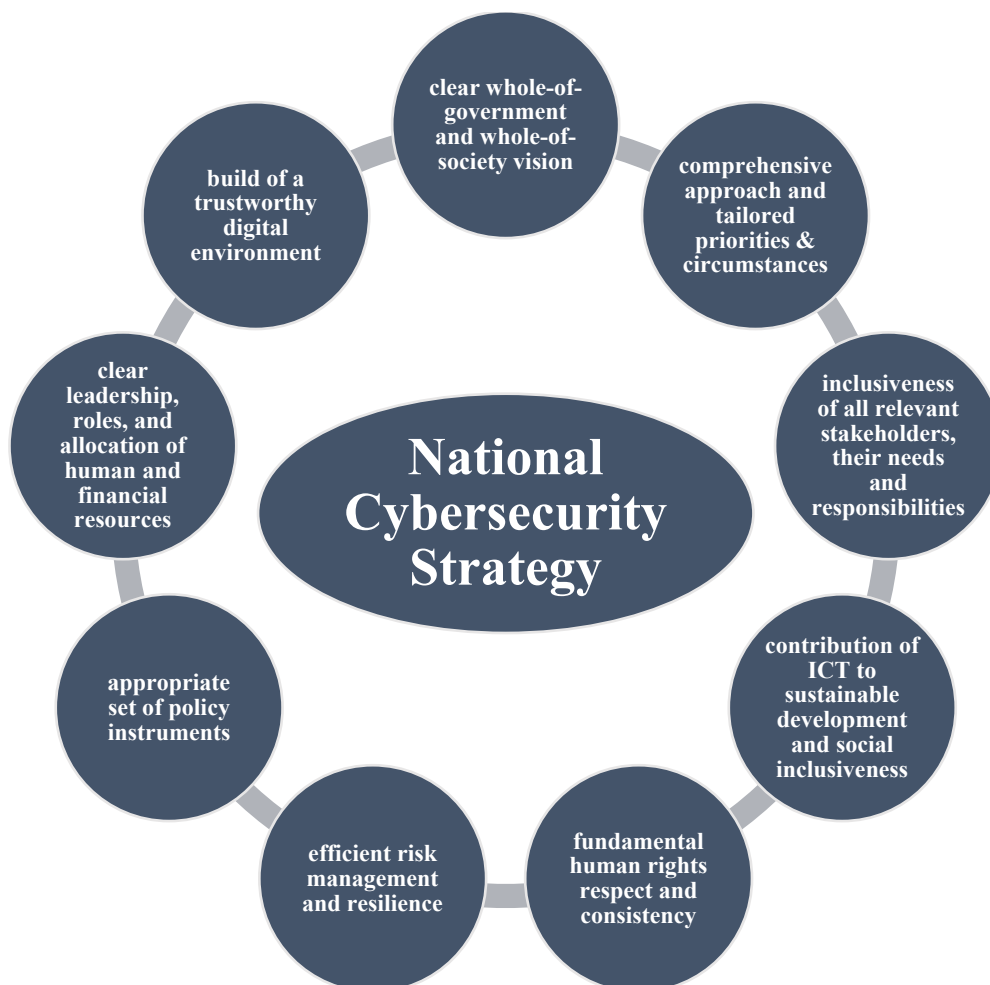 clear whole-of-
government
and whole-of-
society vision
comprehensive
approach and
tailored
priorities &
circumstances
inclusiveness
of all relevant
stakeholders,
their needs
and
responsibilities
contribution of
ICT to
sustainable
development
and social
inclusiveness
fundamental
human rights
respect and
consistency
efficient risk
management
and resilience
appropriate
set of policy
instruments
clear
leadership,
roles, and
allocation of
human and
financial
resources
build of a
trustworthy
digital
environment
National
Cybersecurity
Strategy